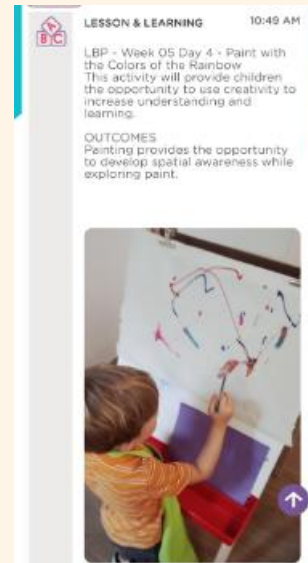 LESSON & LEARNING 10:49 AM
LBP - Week 05 Day 4 - Paint with
the Colors of the Rainbow
This activity will provide children
the opportunity to use creativity to
increase understanding and
learning.
OUTCOMES
Painting provides the opportunity
to develop spatial awareness while
exploring paint.